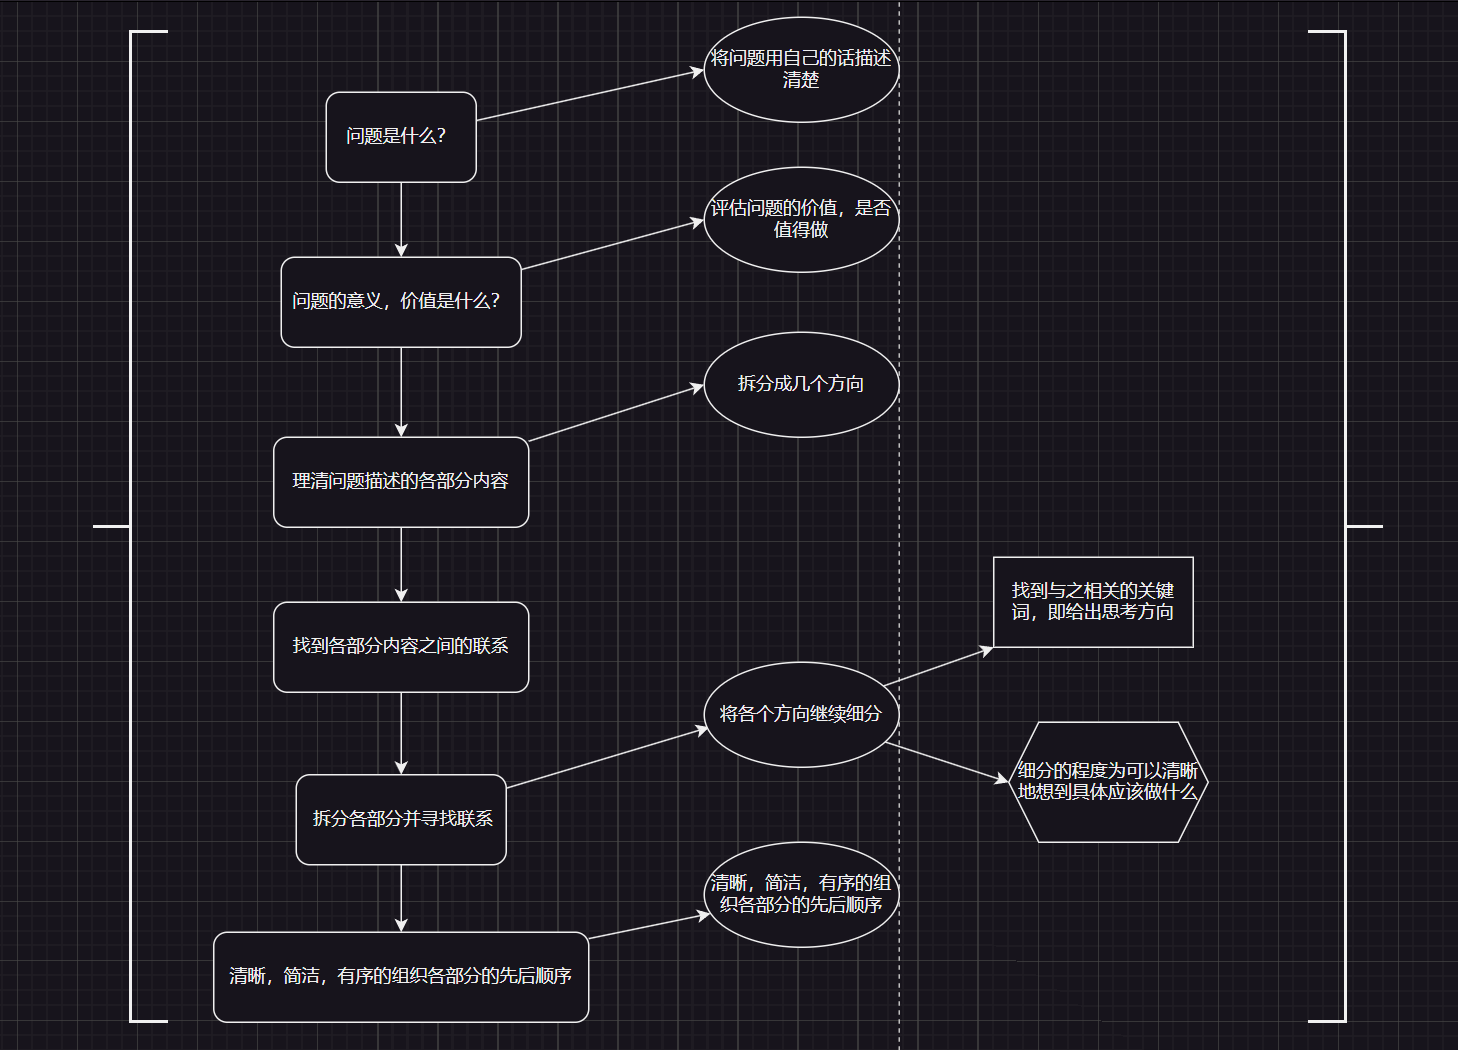 将问题用自己的话描述
清楚
问题是什么？
评估问题的价值，是否
值得做
问题的意义，价值是什么？
拆分成几个方向
理清问题描述的各部分内容
找到与之相关的关键
词，即给出思考方向
找到各部分内容之间的联系
将各个方向继续细分
细分的程度为可以清晰
地想到具体应该做什么
拆分各部分并寻找联系
清晰，简洁，有序的组
织各部分的先后顺序
清晰，简洁，有序的组织各部分的先后顺序